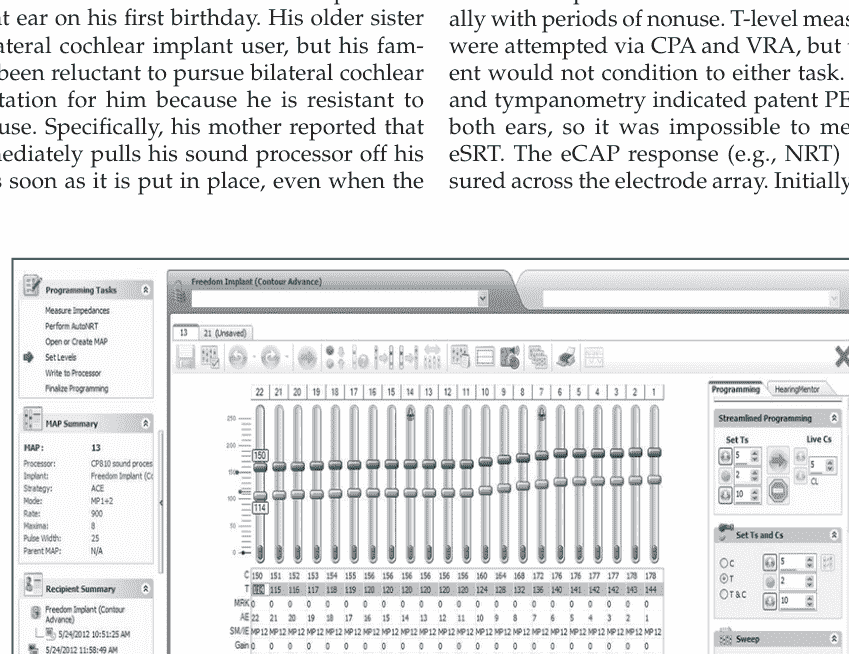 t ear on his first birthday. His older sister
ateral cochlear implant user, but his fam-
been reluctant to pursue bilateral cochlear
tation for him because he is resistant to
use. Specifically, his mother reported that
nediately pulls his sound processor off his
s soon as it is put in place, even when the
ally with periods of nonuse. T-level meas
were attempted via CPA and VRA, but
ent would not condition to either task.
and tympanometry indicated patent PE
both ears, so it was impossible to me
eSRT. The eCAP response (e.g., NRT)
sured across the electrode array. Initially
Programming Tasks
Measure Impedances
Perform AutoNRT
Open or Create MAP
Set Levels
Write to Processor
Finalize Programming
MAP Summary
MAP: 13
Processor: CP810 sound proces
Implant: Freedom Implant (Cc
Strategy: ACE
Mode: MP1+2
Rate: 900
Maxima: 8
Pulse Width: 25
Parent MAP: N/A
Recipient Summary
Freedom Implant (Contour
Advance)
5/24/2012 10:51:25 AM
5/24/2012 11:58:49 AM
Freedom Implant (Contour Advance)
13 21 (Unsaved)
22 21 20 19 18 17 16 15 14 13 12 11 10 9 8 7 6 5 4 3 2 1
250
200
150
100
50
0
150
114
C 150 151 152 153 154 155 156 156 156 156 156 156 160 164 168 172 176 176 177 177 178 178
T 115 116 117 118 119 120 120 120 120 120 120 124 128 132 136 140 141 142 142 143 144
MRK 0 0 0 0 0 0 0 0 0 0 0 0 0 0 0 0 0 0 0 0 0 0
AE 22 21 20 19 18 17 16 15 14 13 12 11 10 9 8 7 6 5 4 3 2 1
SM/IE MP12 MP12 MP12 MP12 MP12 MP12 MP12 MP12 MP12 MP12 MP12 MP12 MP12 MP12 MP12 MP12 MP12 MP12 MP12 MP12 MP12 MP12
Gain 0 0 0 0 0 0 0 0 0 0 0 0 0 0 0 0 0 0 0 0 0 0
Programming HearingMentor
Streamlined Programming
Set Ts Live Cs
5
2
10
5
CL
Set Ts and Cs
C
T
T & C
5
2
10
Sweep